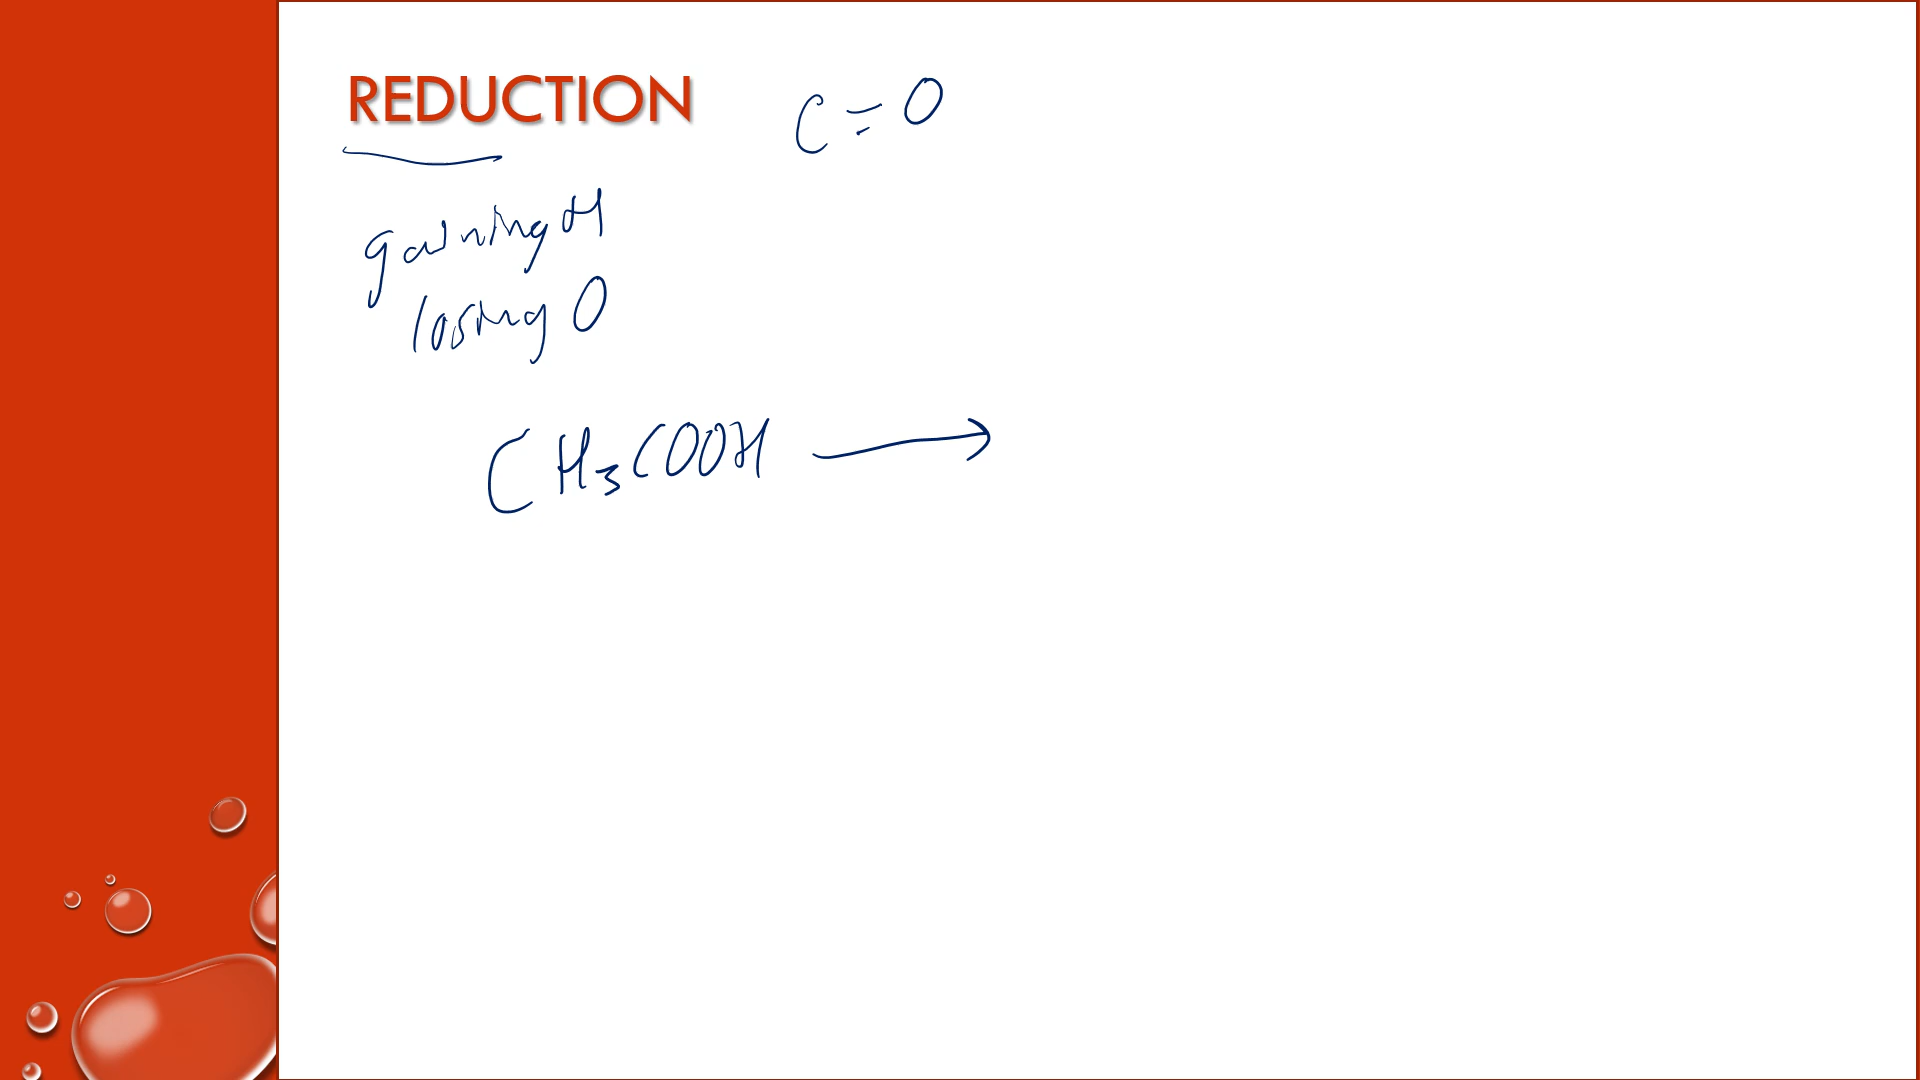 REDUCTION
C=O
gaining H
losing O
CH₃COOH →